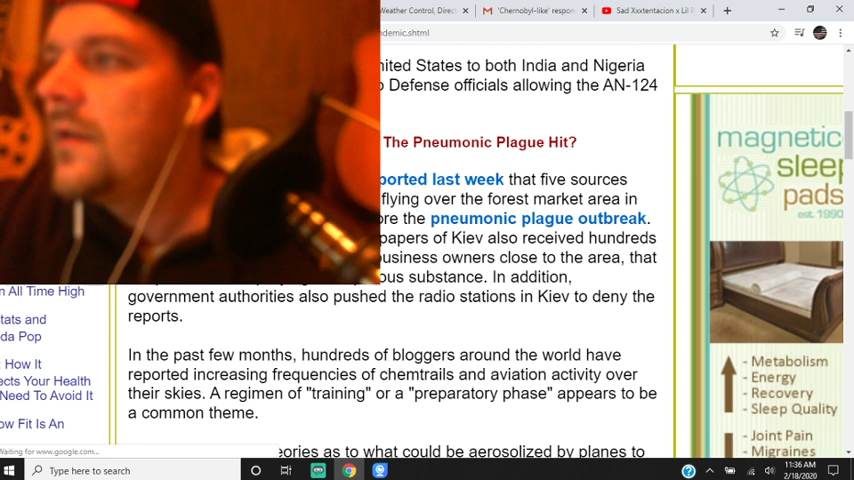 Weather Control, Direct
'Chernobyl-like' respon
Sad Xxxtentacion x Lil P
demic.shtml
nited States to both India and Nigeria
o Defense officials allowing the AN-124
The Pneumonic Plague Hit?
ported last week that five sources
flying over the forest market area in
ore the pneumonic plague outbreak.
papers of Kiev also received hundreds
business owners close to the area, that
ous substance. In addition,
government authorities also pushed the radio stations in Kiev to deny the
reports.
In the past few months, hundreds of bloggers around the world have
reported increasing frequencies of chemtrails and aviation activity over
their skies. A regimen of "training" or a "preparatory phase" appears to be
a common theme.
eories as to what could be aerosolized by planes to
n All Time High
tats and
da Pop
How It
ects Your Health
Need To Avoid It
ow Fit Is An
magnetic
sleep
pads
est. 1990
- Metabolism
- Energy
- Recovery
- Sleep Quality
- Joint Pain
- Migraines
Waiting for www.google.com...
Type here to search
11:36 AM
2/18/2020